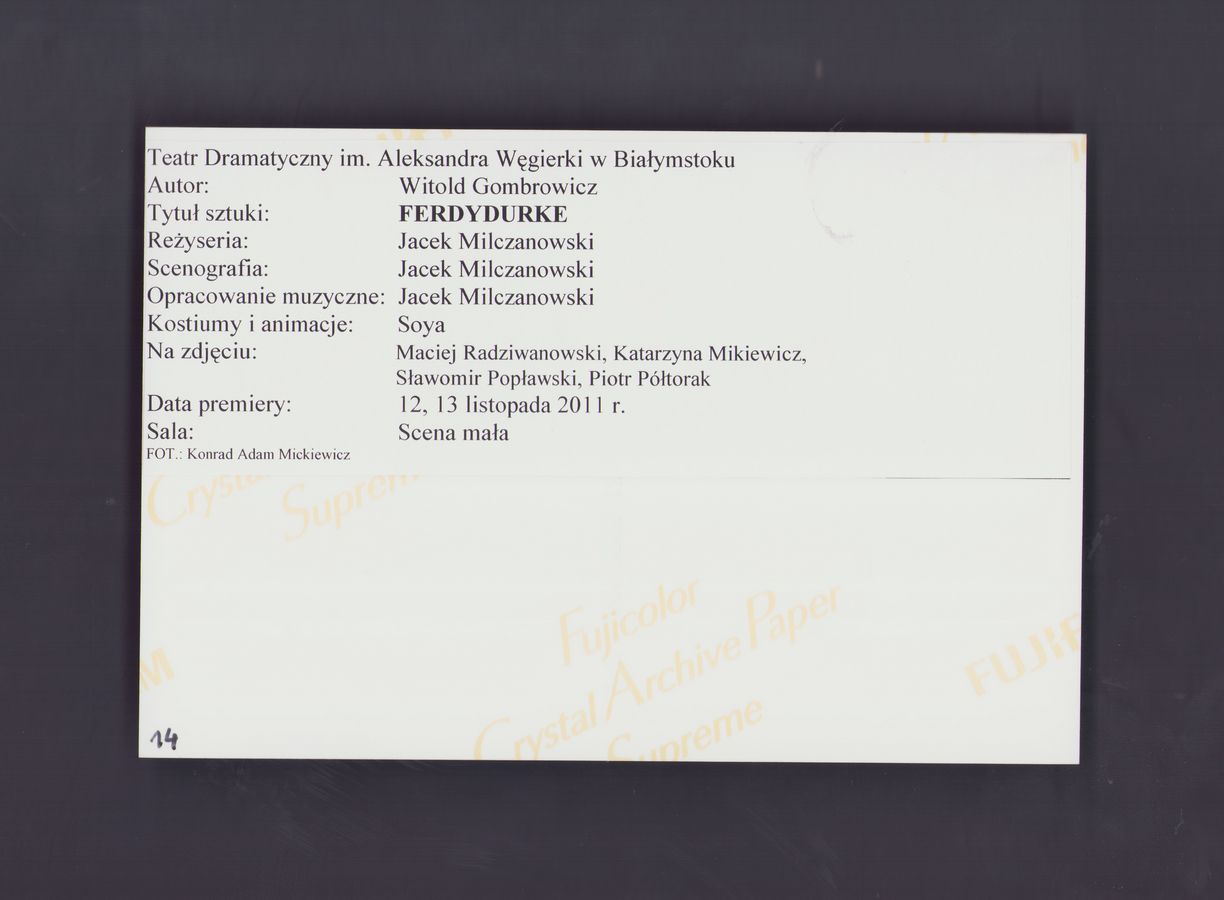 Teatr Dramatyczny im. Aleksandra Węgierki w Białymstoku
Autor: Witold Gombrowicz
Tytuł sztuki: FERDYDURKE
Reżyseria: Jacek Milczanowski
Scenografia: Jacek Milczanowski
Opracowanie muzyczne: Jacek Milczanowski
Kostiumy i animacje: Soya
Na zdjęciu: Maciej Radziwanowski, Katarzyna Mikiewicz,
Sławomir Popławski, Piotr Półtorak
Data premiery: 12, 13 listopada 2011 r.
Sala: Scena mała
FOT.: Konrad Adam Mickiewicz
Crystal
Supreme
Fujicolor
Crystal Archive Paper
Supreme
14